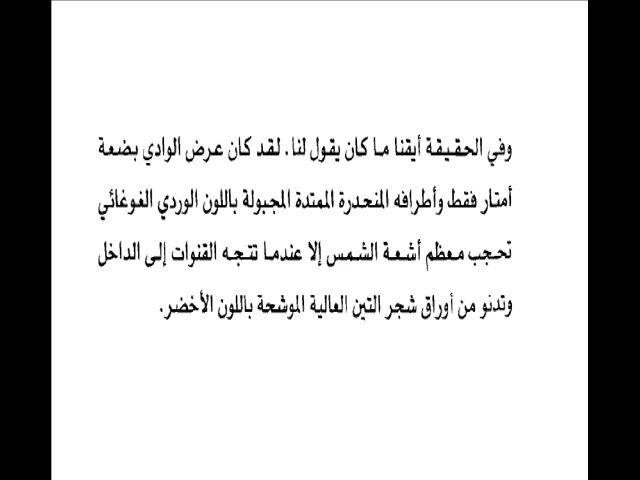 وفي الحقيقة أيقنا ما كان يقول لنا. لقد كان عرض الوادي بضعة
أمتار فقط وأطرافه المنحدرة الممتدة المجبولة باللون الوردي الغوغائي
تحجب معظم أشعة الشمس إلا عندما تتجه القنوات إلى الداخل
وتدنو من أوراق شجر التين العالية الموشحة باللون الأخضر.